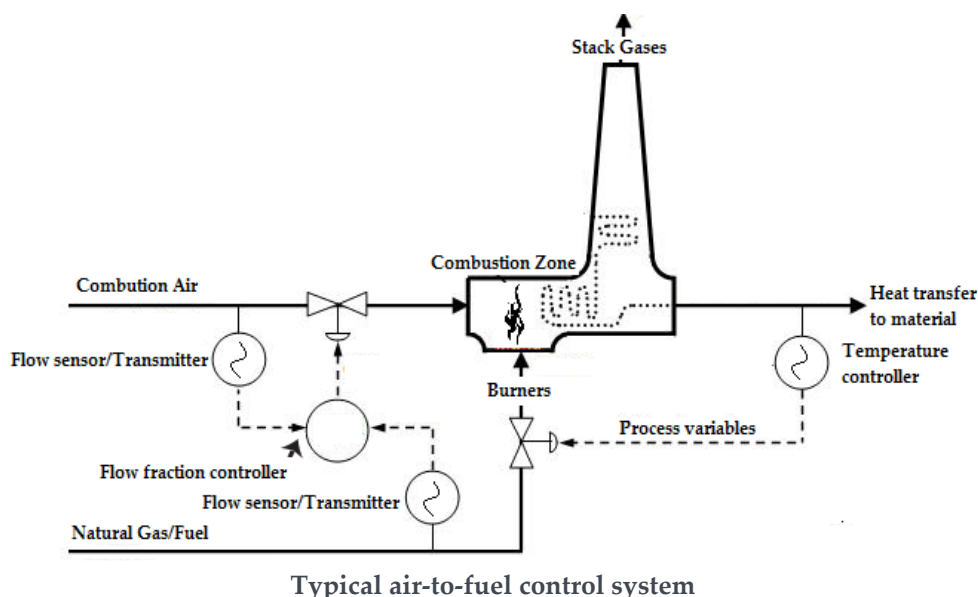 Stack Gases
Combustion Zone
Combution Air
Heat transfer
to material
Flow sensor/Transmitter
Temperature
controller
Burners
Process variables
Flow fraction controller
Flow sensor/Transmitter
Natural Gas/Fuel
Typical air-to-fuel control system